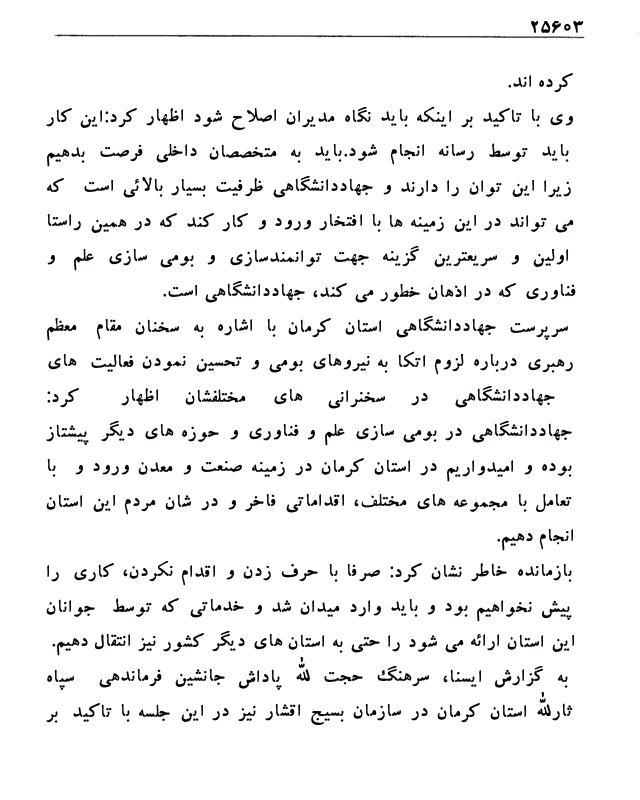 ۲۵۶۰۳
کرده اند.
وی با تاکید بر اینکه باید نگاه مدیران اصلاح شود اظهار کرد:این کار
باید توسط رسانه انجام شود.باید به متخصصان داخلی فرصت بدهیم
زیرا این توان را دارند و جهاددانشگاهی ظرفیت بسیار بالائی است که
می تواند در این زمینه ها با افتخار ورود و کار کند که در همین راستا
اولین و سریعترین گزینه جهت توانمندسازی و بومی سازی علم و
فناوری که در اذهان خطور می کند، جهاددانشگاهی است.
سرپرست جهاددانشگاهی استان کرمان با اشاره به سخنان مقام معظم
رهبری درباره لزوم اتکا به نیروهای بومی و تحسین نمودن فعالیت های
جهاددانشگاهی در سخنرانی های مختلفشان اظهار کرد:
جهاددانشگاهی در بومی سازی علم و فناوری و حوزه های دیگر پیشتاز
بوده و امیدواریم در استان کرمان در زمینه صنعت و معدن ورود و با
تعامل با مجموعه های مختلف، اقداماتی فاخر و در شان مردم این استان
انجام دهیم.
بازمانده خاطر نشان کرد: صرفا با حرف زدن و اقدام نکردن، کاری را
پیش نخواهیم بود و باید وارد میدان شد و خدماتی که توسط جوانان
این استان ارائه می شود را حتی به استان های دیگر کشور نیز انتقال دهیم.
به گزارش ایسنا، سرهنگ حجت لله پاداش جانشین فرماندهی سپاه
ثارلله استان کرمان در سازمان بسیج اقشار نیز در این جلسه با تاکید بر